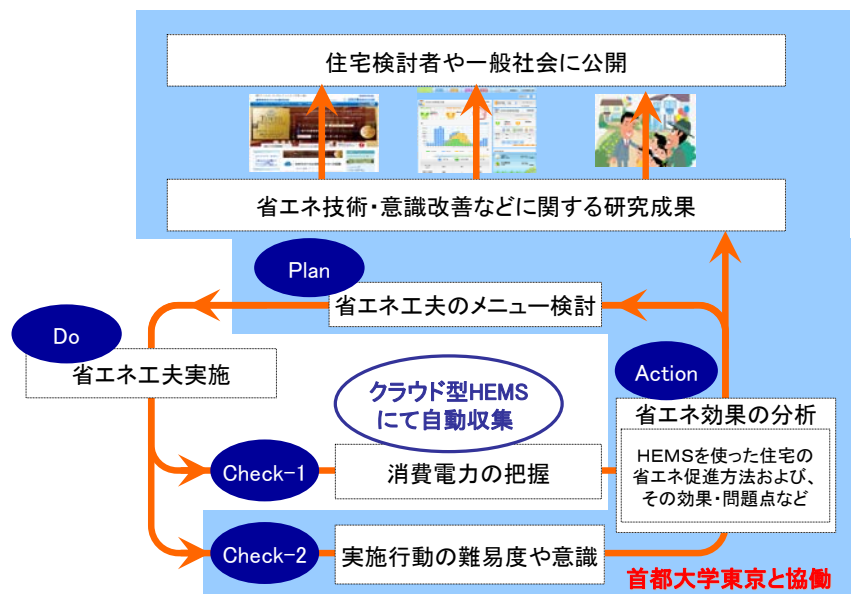 住宅検討者や一般社会に公開
省エネ技術・意識改善などに関する研究成果
Plan
省エネ工夫のメニュー検討
Do
省エネ工夫実施
クラウド型HEMS
にて自動収集
Action
省エネ効果の分析
HEMSを使った住宅の
省エネ促進方法および、
その効果・問題点など
Check-1
消費電力の把握
Check-2
実施行動の難易度や意識
首都大学東京と協働